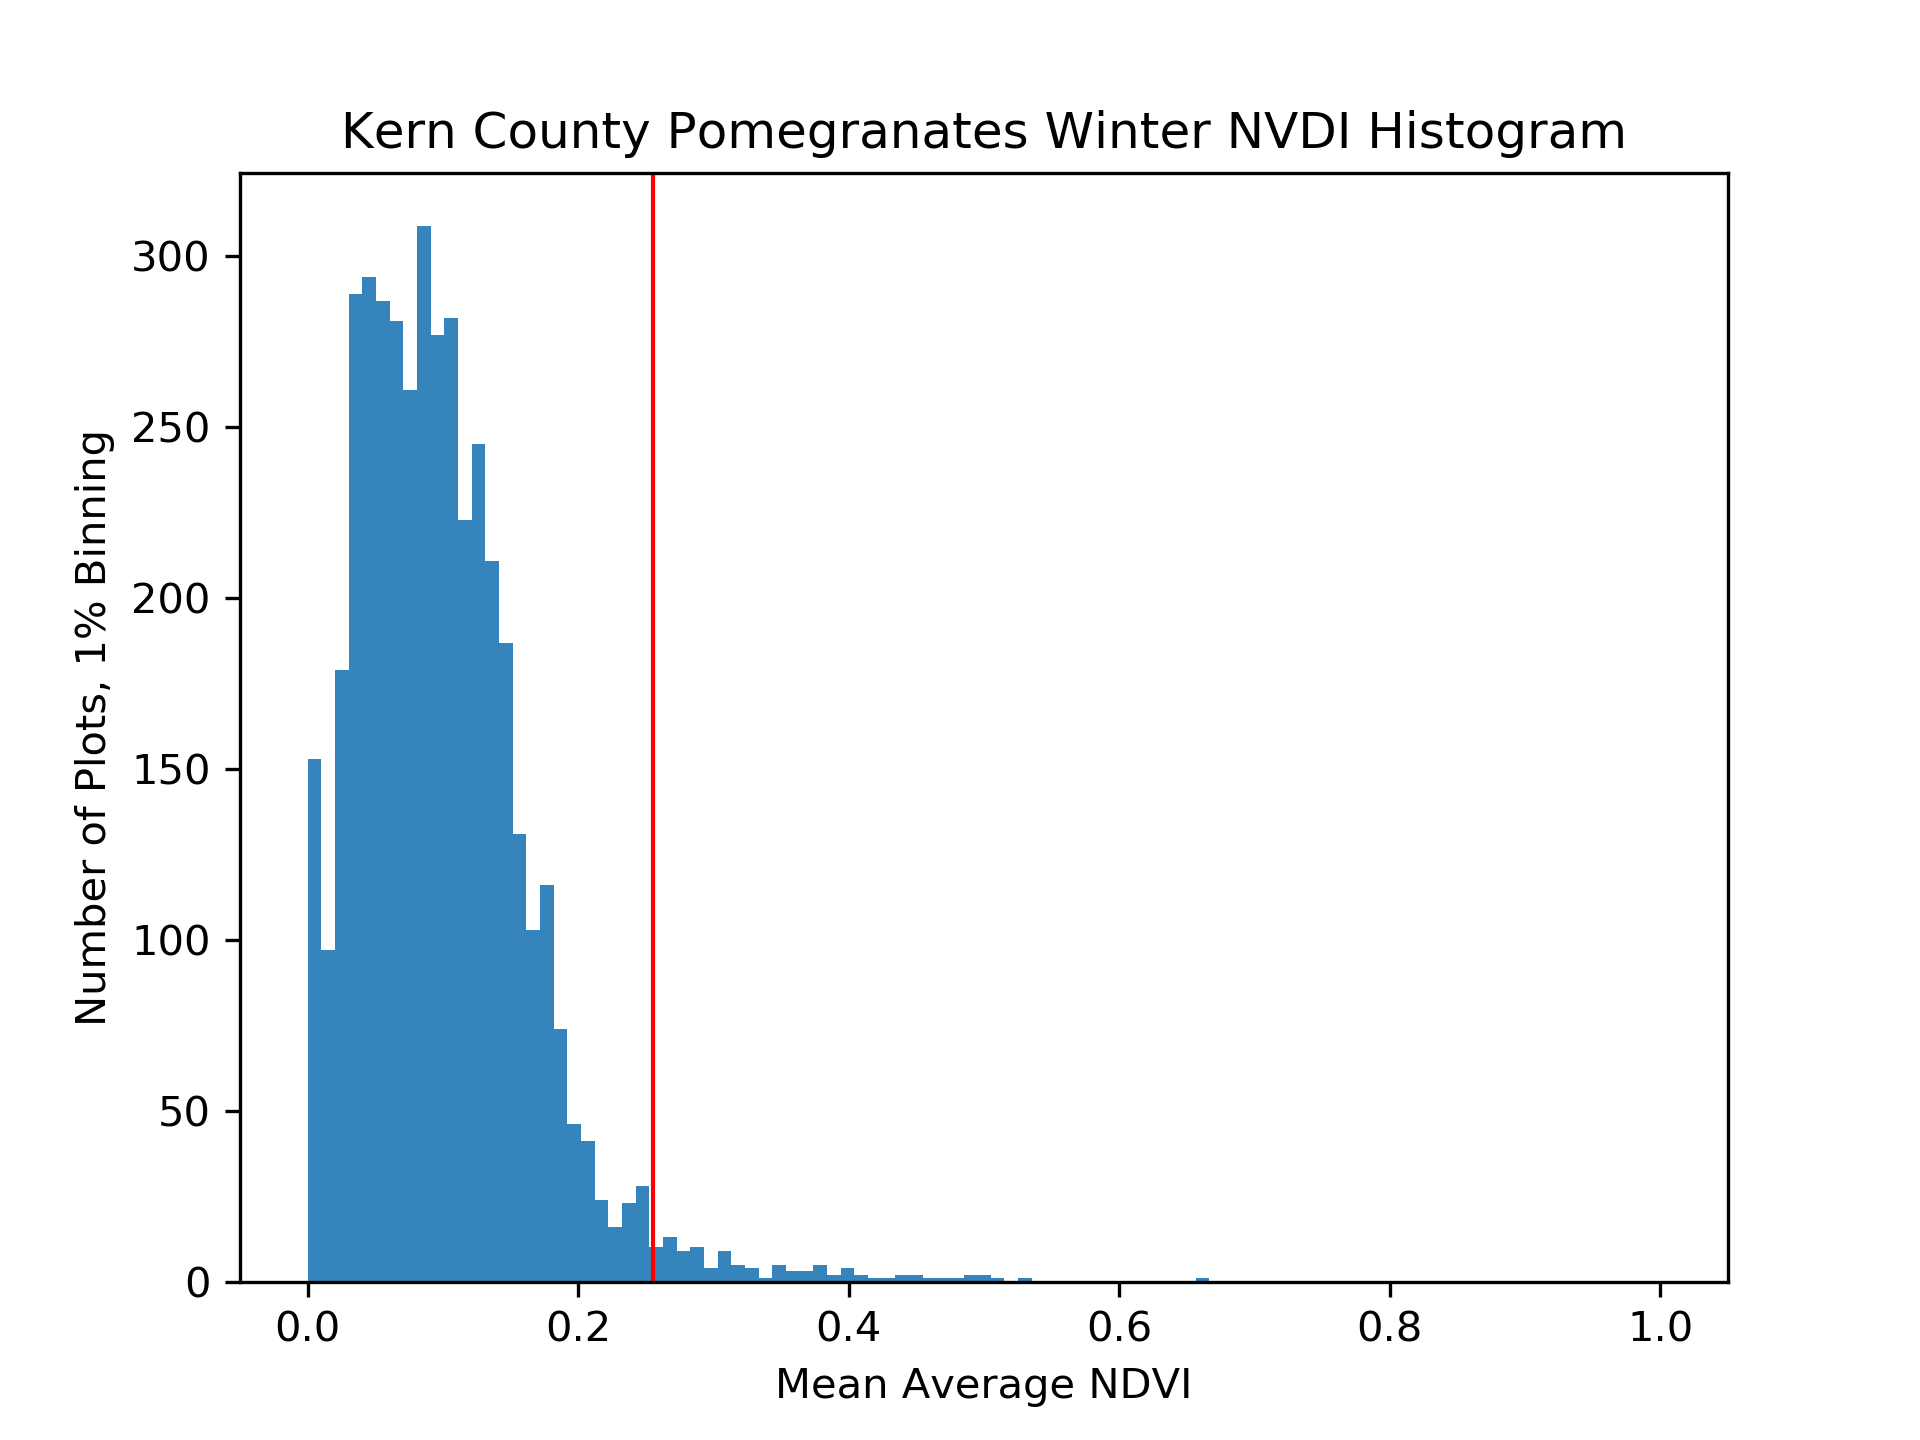 Kern County Pomegranates Winter NVDI Histogram
Number of Plots, 1% Binning
300
250
200
150
100
50
0
0.0 0.2 0.4 0.6 0.8 1.0
Mean Average NDVI